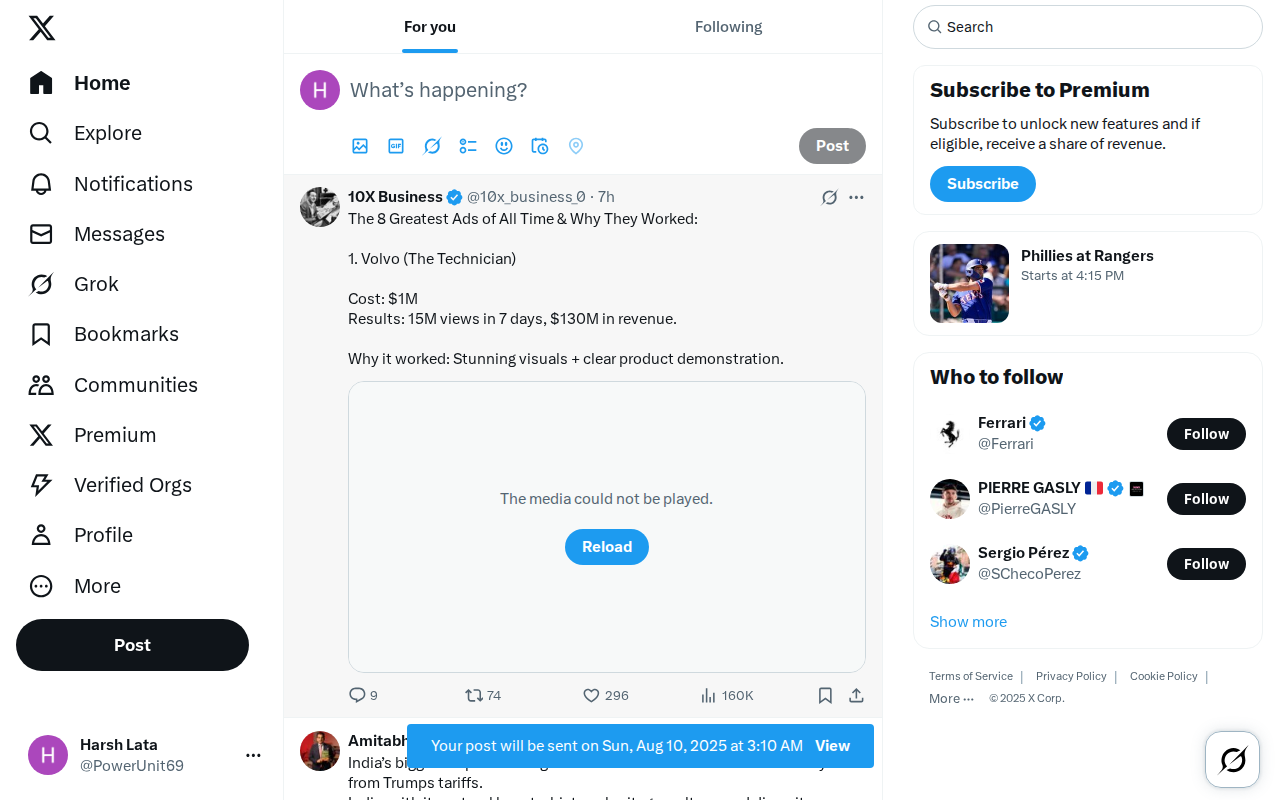 Home
Explore
Notifications
Messages
Grok
Bookmarks
Communities
Premium
Verified Orgs
Profile
More
Post
H
Harsh Lata
@PowerUnit69
For you
Following
H
What's happening?
GIF
Post
10X Business @10x_business_0 · 7h
The 8 Greatest Ads of All Time & Why They Worked:
1. Volvo (The Technician)
Cost: $1M
Results: 15M views in 7 days, $130M in revenue.
Why it worked: Stunning visuals + clear product demonstration.
The media could not be played.
Reload
9 74 296 160K
Your post will be sent on Sun, Aug 10, 2025 at 3:10 AM View
India's
from Trumps tariffs.
Search
Subscribe to Premium
Subscribe to unlock new features and if
eligible, receive a share of revenue.
Subscribe
Phillies at Rangers
Starts at 4:15 PM
Who to follow
Ferrari
@Ferrari
Follow
PIERRE GASLY
@PierreGASLY
Follow
Sergio Pérez
@SChecoPerez
Follow
Show more
Terms of Service | Privacy Policy | Cookie Policy |
More ··· © 2025 X Corp.